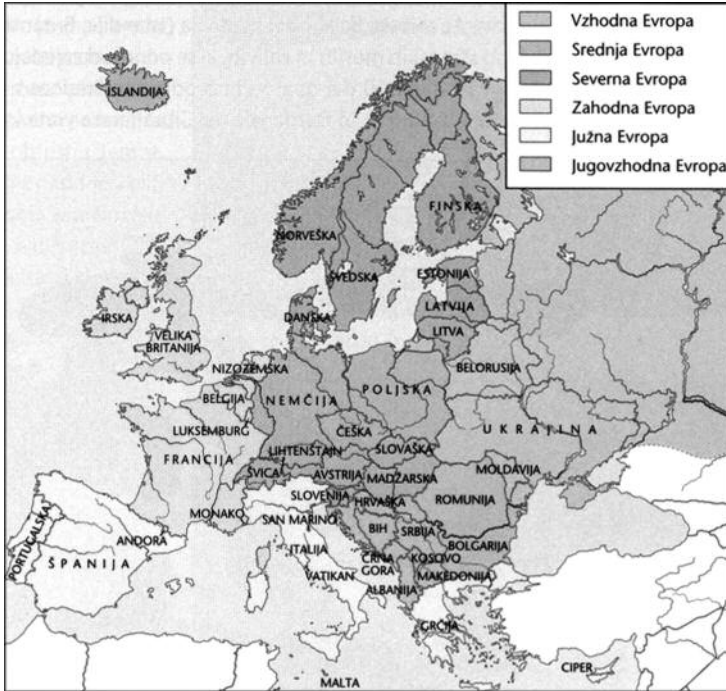 Vzhodna Evropa
Srednja Evropa
Severna Evropa
Zahodna Evropa
Južna Evropa
Jugovzhodna Evropa
ISLANDIJA
FINSKA
NORVEŠKA
ŠVEDSKA
ESTONIJA
LATVIJA
DANSKA
LITVA
IRSKA
VELIKA
BRITANIJA
BELORUSIJA
NIZOZEMSKA
POLJSKA
BELGIJA
NEMČIJA
UKRAJINA
LUKSEMBURG
ČEŠKA
SLOVAŠKA
LIHTENŠTAJN
FRANCIJA
MOLDAVIJA
ŠVICA
AVSTRIJA
MADŽARSKA
SLOVENIJA
HRVAŠKA
ROMUNIJA
MONAKO
SAN MARINO
BIH
SRBIJA
PORTUGALSKA
ANDORA
BOLGARIJA
ITALIJA
ČRNA
GORA
KOSOVO
ŠPANIJA
VATIKAN
MAKEDONIJA
ALBANIJA
GRČIJA
CIPER
MALTA